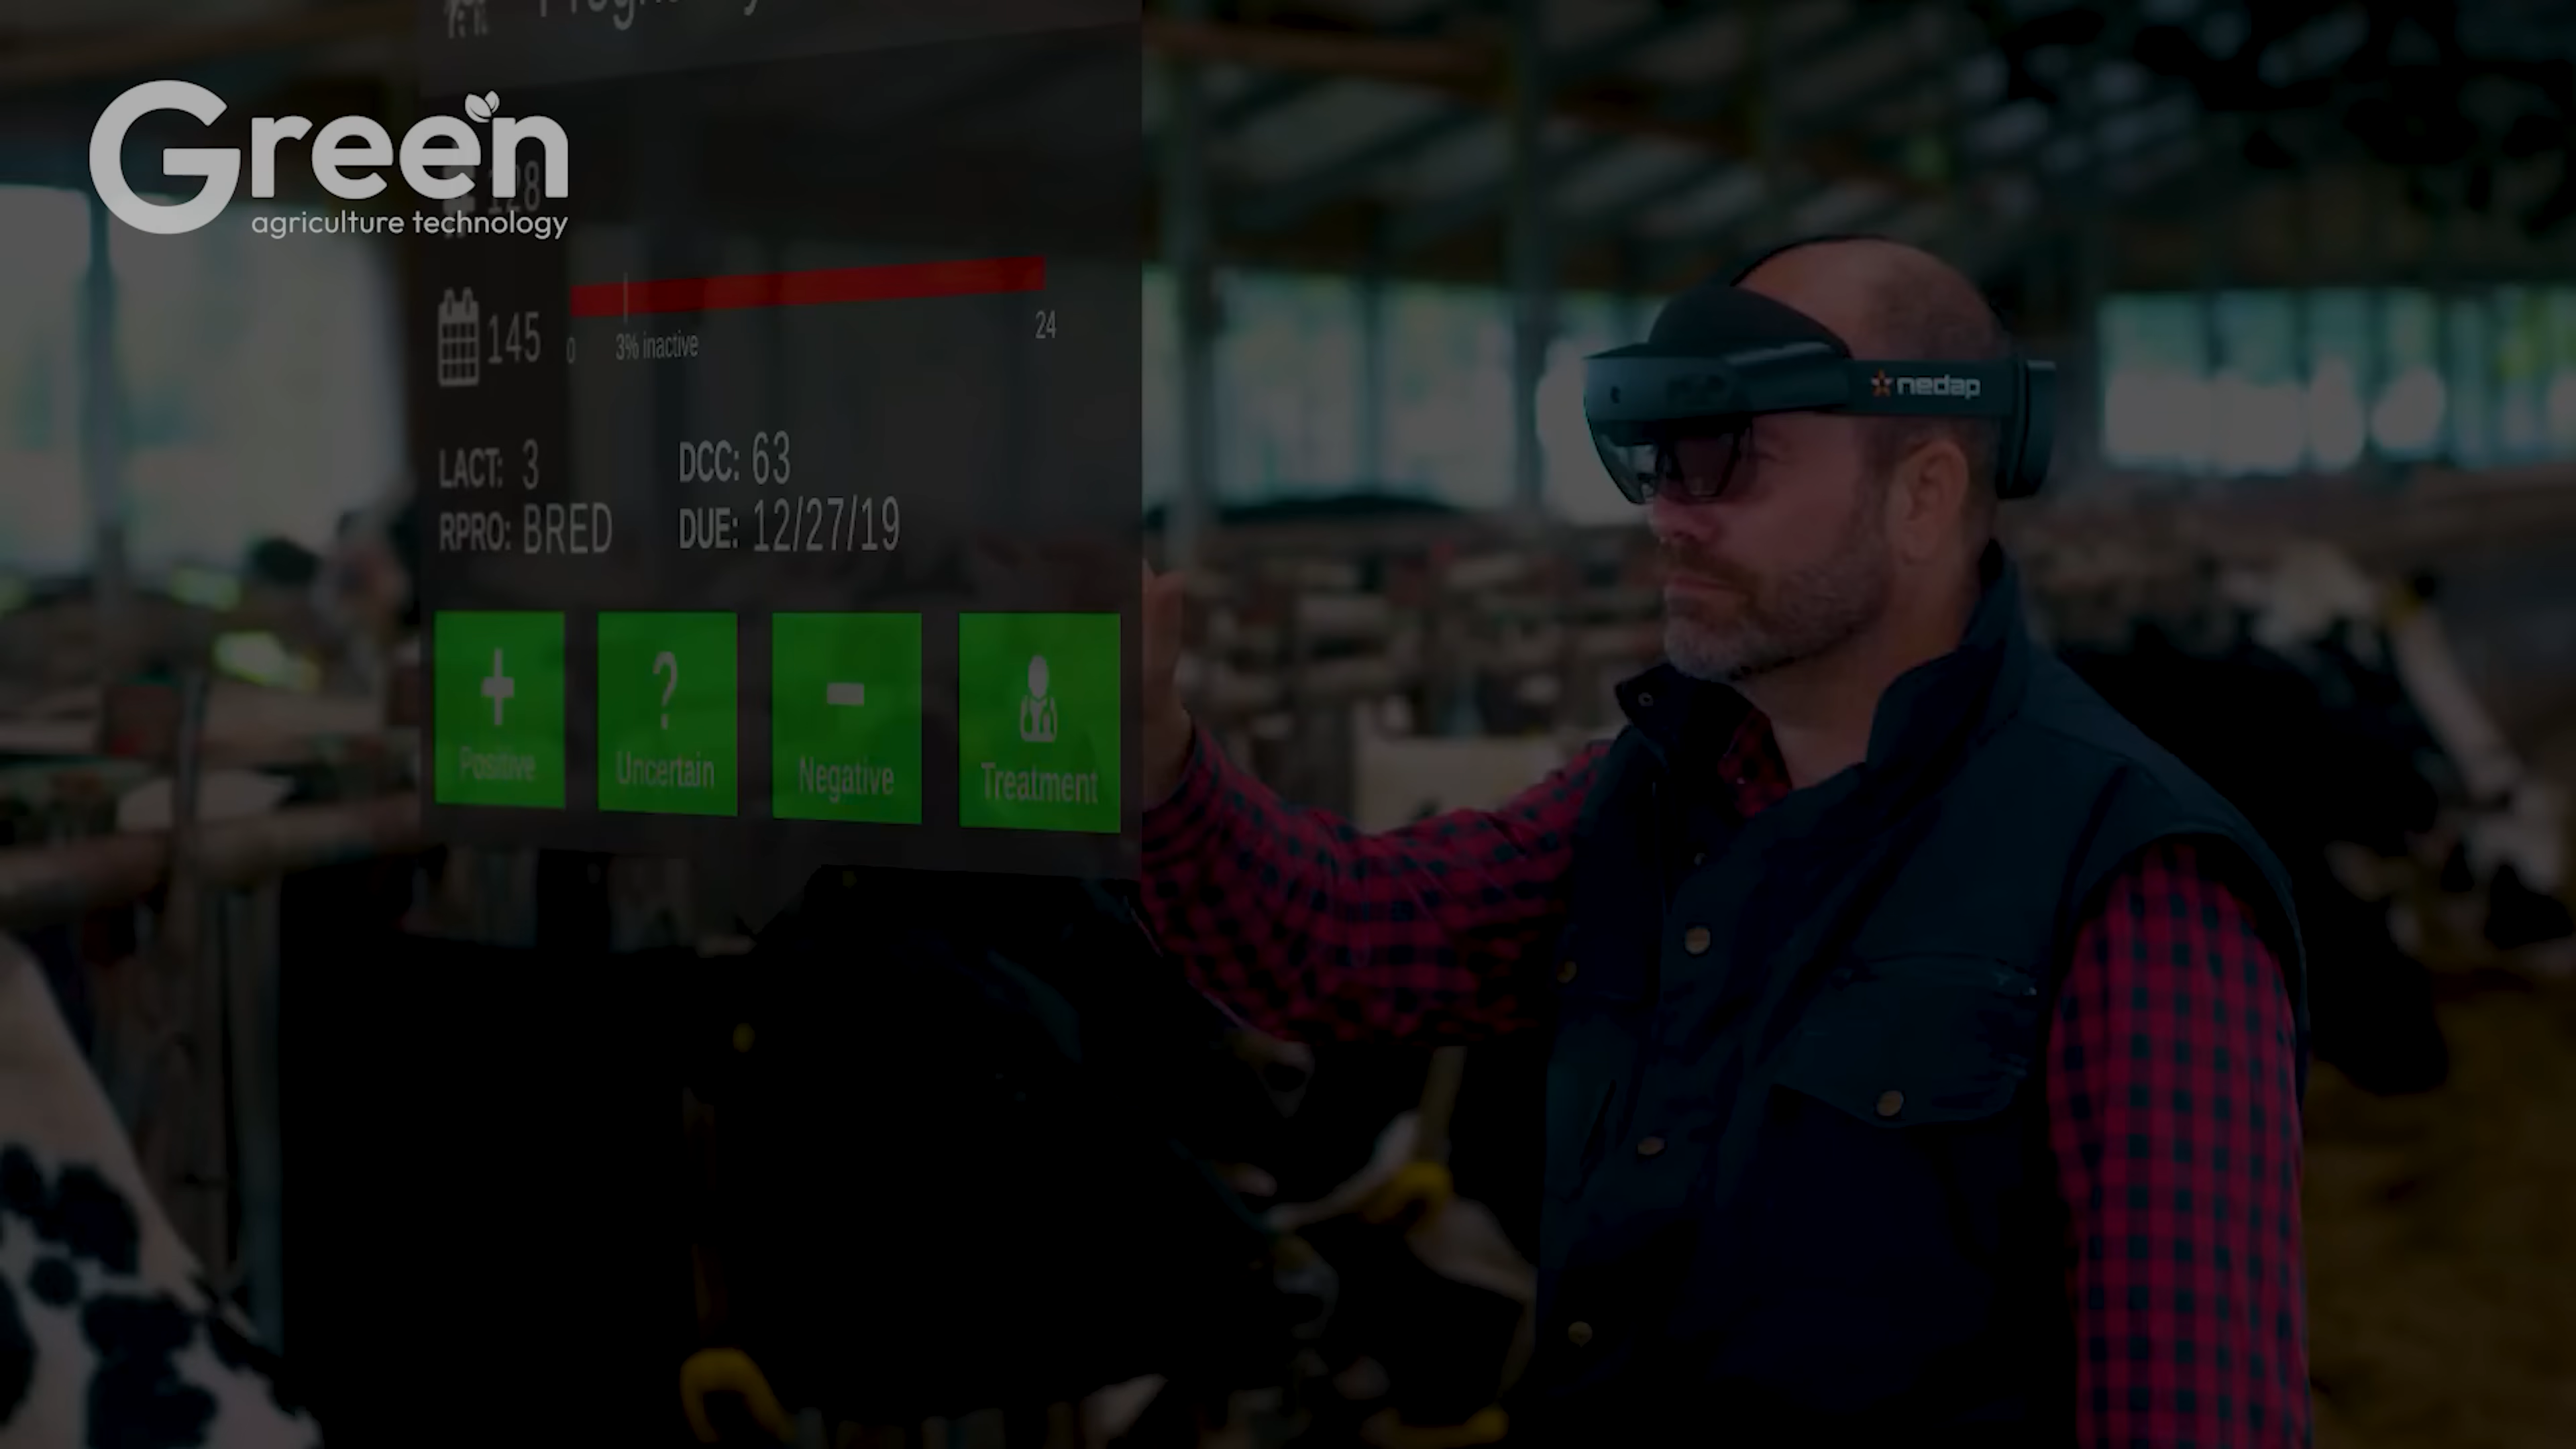 Green
agriculture technology
128
145
0
3% inactive
24
LACT: 3
DCC: 63
RPRO: BRED
DUE: 12/27/19
nedap
Positive
Uncertain
Negative
Treatment